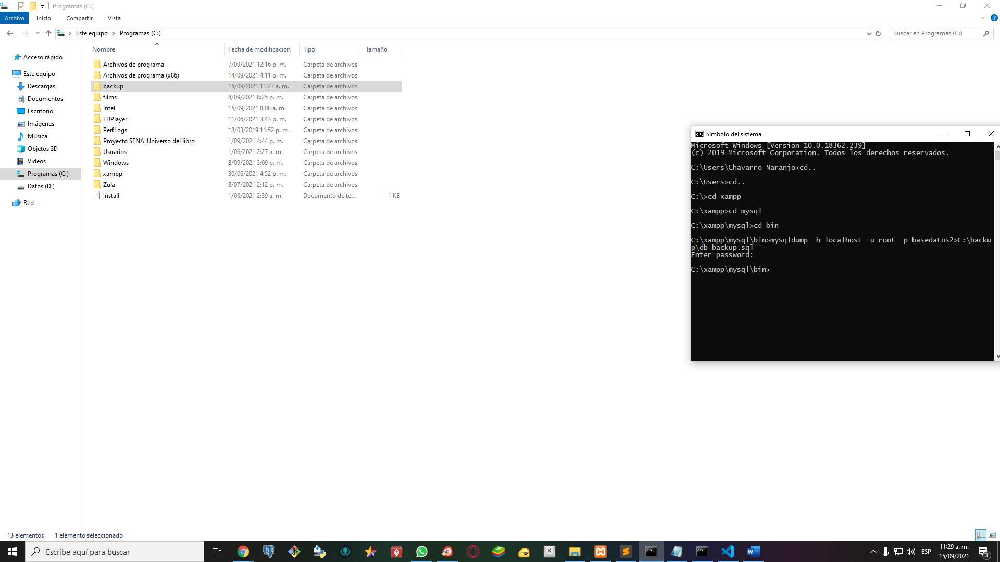 Programas (C:)
Archivo Inicio Compartir Vista
Este equipo Programas (C:)
Buscar en Programas (C:)
Nombre Fecha de modificación Tipo Tamaño
Acceso rápido
Este equipo
Descargas
Documentos
Escritorio
Imágenes
Música
Objetos 3D
Videos
Programas (C:)
Datos (D:)
Red
Archivos de programa 7/09/2021 12:16 p. m. Carpeta de archivos
Archivos de programa (x86) 14/09/2021 4:11 p. m. Carpeta de archivos
backup 15/09/2021 11:27 a. m. Carpeta de archivos
films 8/09/2021 8:25 p. m. Carpeta de archivos
Intel 15/09/2021 8:08 a. m. Carpeta de archivos
LDPlayer 11/06/2021 3:43 p. m. Carpeta de archivos
PerfLogs 18/03/2019 11:52 p. m. Carpeta de archivos
Proyecto SENA_Universo del libro 1/09/2021 4:44 p. m. Carpeta de archivos
Usuarios 1/06/2021 2:27 a. m. Carpeta de archivos
Windows 8/09/2021 3:09 p. m. Carpeta de archivos
xampp 30/06/2021 4:52 p. m. Carpeta de archivos
Zula 8/07/2021 2:12 p. m. Carpeta de archivos
Install 1/06/2021 2:39 a. m. Documento de te... 1 KB
Símbolo del sistema
Microsoft Windows [Versión 10.0.18362.239]
(c) 2019 Microsoft Corporation. Todos los derechos reservados.
C:\Users\Chavarro Naranjo>cd..
C:\Users>cd..
C:\>cd xampp
C:\xampp>cd mysql
C:\xampp\mysql>cd bin
C:\xampp\mysql\bin>mysqldump -h localhost -u root -p basedatos2>C:\backu
p\db_backup.sql
Enter password:
C:\xampp\mysql\bin>
13 elementos 1 elemento seleccionado
Escribe aquí para buscar
ESP
11:29 a. m.
15/09/2021
3